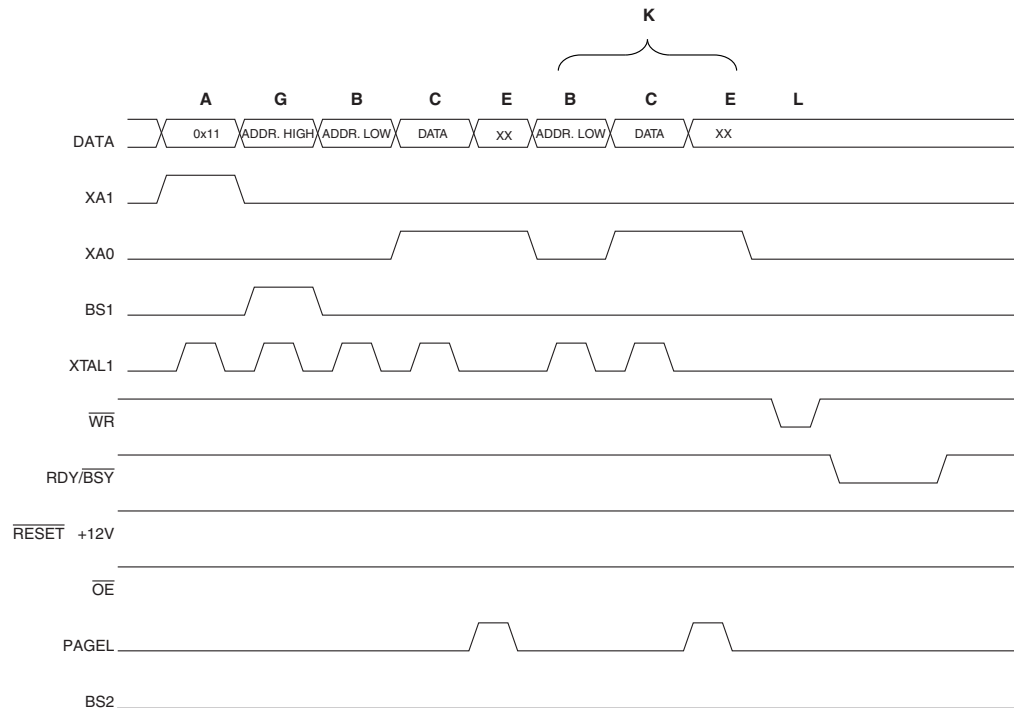 K
A G B C E B C E L
DATA 0x11 ADDR. HIGH ADDR. LOW DATA XX ADDR. LOW DATA XX
XA1
XA0
BS1
XTAL1
WR
RDY/BSY
RESET +12V
OE
PAGEL
BS2